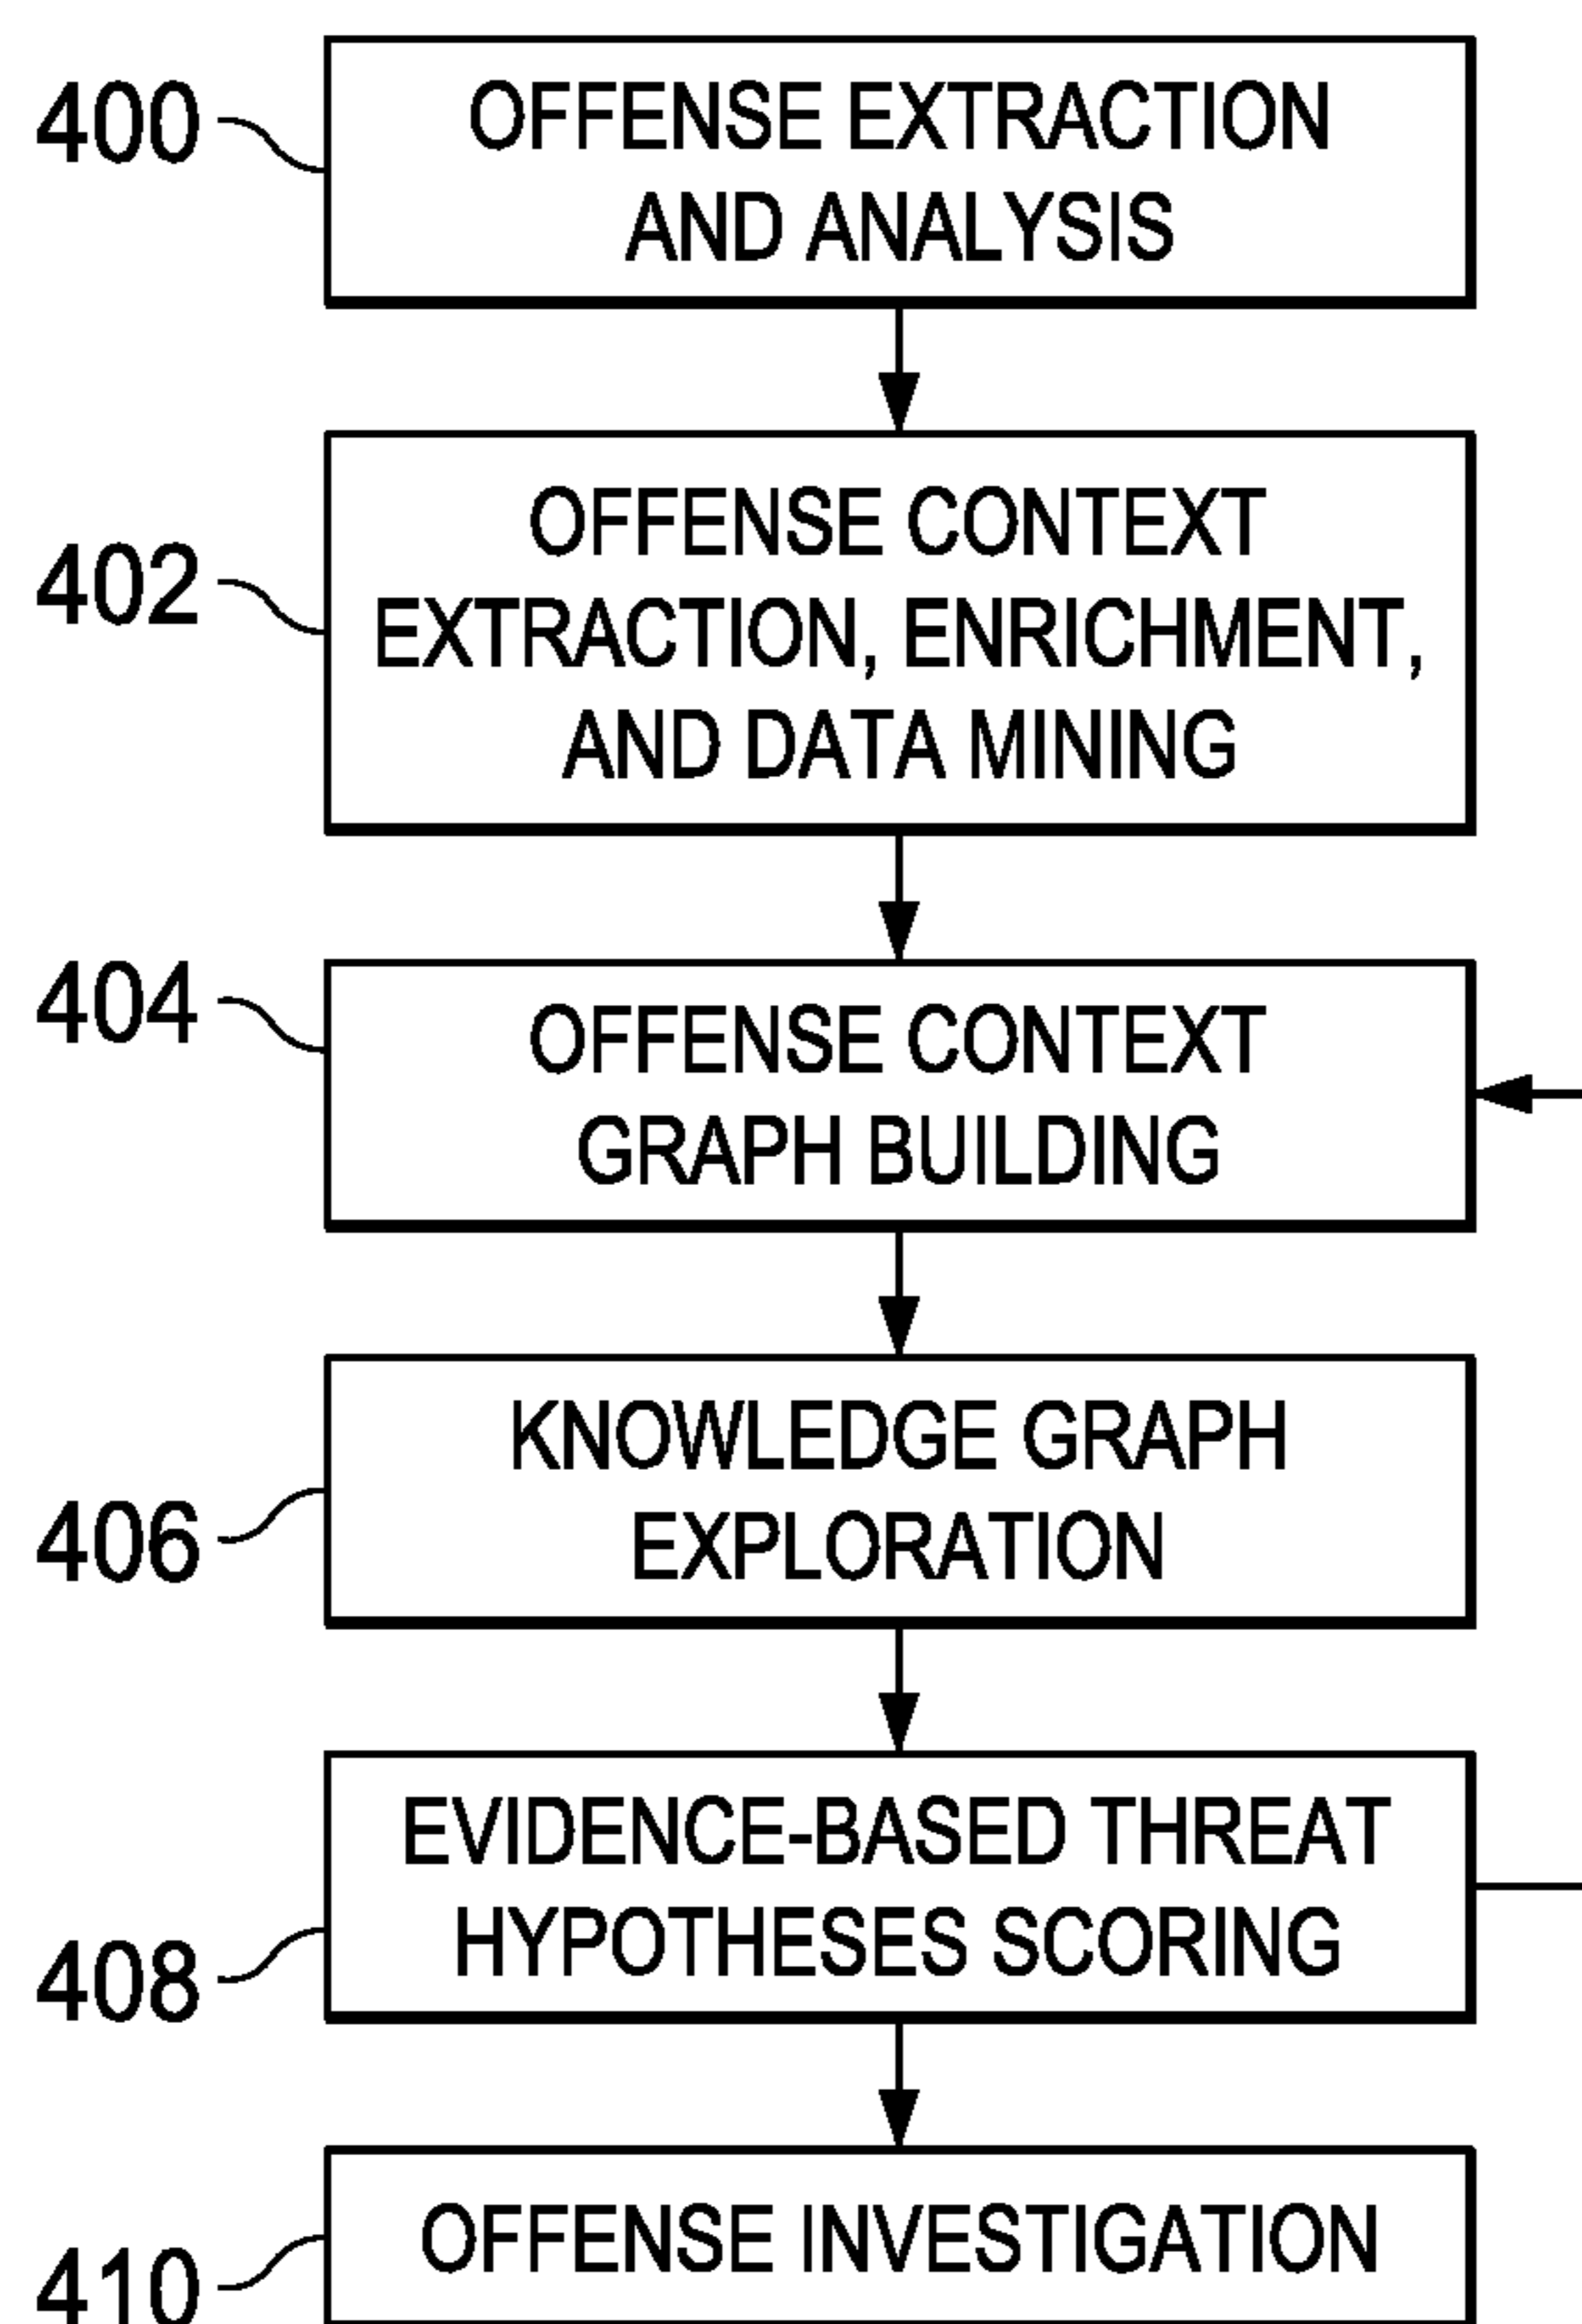 400
OFFENSE EXTRACTION
AND ANALYSIS
402
OFFENSE CONTEXT
EXTRACTION, ENRICHMENT,
AND DATA MINING
404
OFFENSE CONTEXT
GRAPH BUILDING
406
KNOWLEDGE GRAPH
EXPLORATION
408
EVIDENCE-BASED THREAT
HYPOTHESES SCORING
410
OFFENSE INVESTIGATION